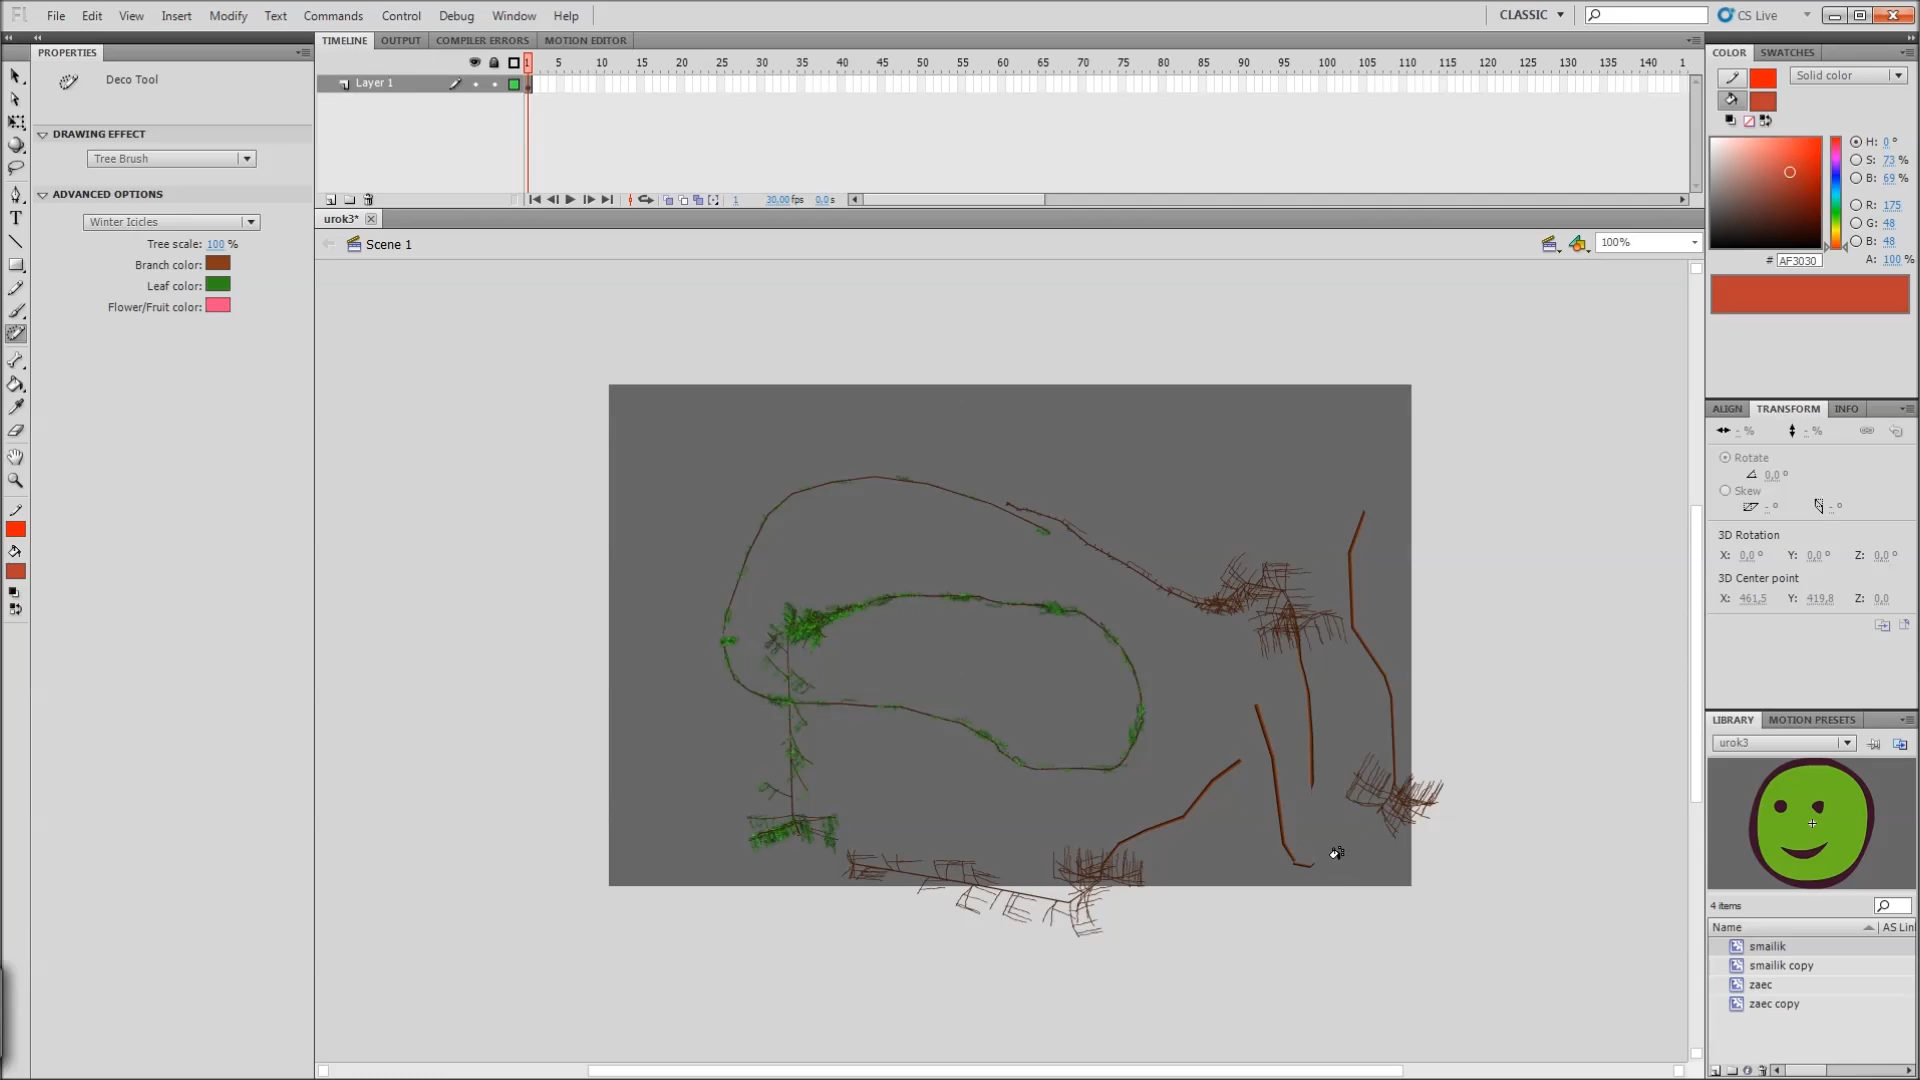 Fl File Edit View Insert Modify Text Commands Control Debug Window Help CLASSIC CS Live
PROPERTIES
Deco Tool
DRAWING EFFECT
Tree Brush
ADVANCED OPTIONS
Winter Icicles
Tree scale: 100 %
Branch color:
Leaf color:
Flower/Fruit color:
TIMELINE OUTPUT COMPILER ERRORS MOTION EDITOR
1 5 10 15 20 25 30 35 40 45 50 55 60 65 70 75 80 85 90 95 100 105 110 115 120 125 130 135 140 1
Layer 1
1 30,00 fps 0,0 s
urok3*
Scene 1
100%
COLOR SWATCHES
Solid color
H: 0 °
S: 73 %
B: 69 %
R: 175
G: 48
B: 48
# AF3030 A: 100 %
ALIGN TRANSFORM INFO
- % - %
Rotate
0,0 °
Skew
- ° - °
3D Rotation
X: 0,0 ° Y: 0,0 ° Z: 0,0 °
3D Center point
X: 461,5 Y: 419,8 Z: 0,0
LIBRARY MOTION PRESETS
urok3
4 items
Name AS Lin
smailik
smailik copy
zaec
zaec copy